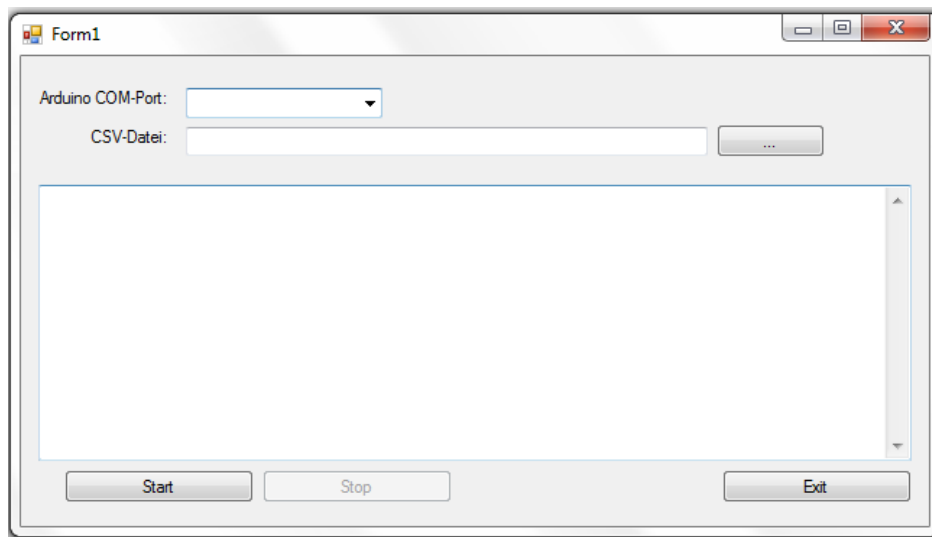 Form1
Arduino COM-Port:
CSV-Datei:
...
Start Stop Exit